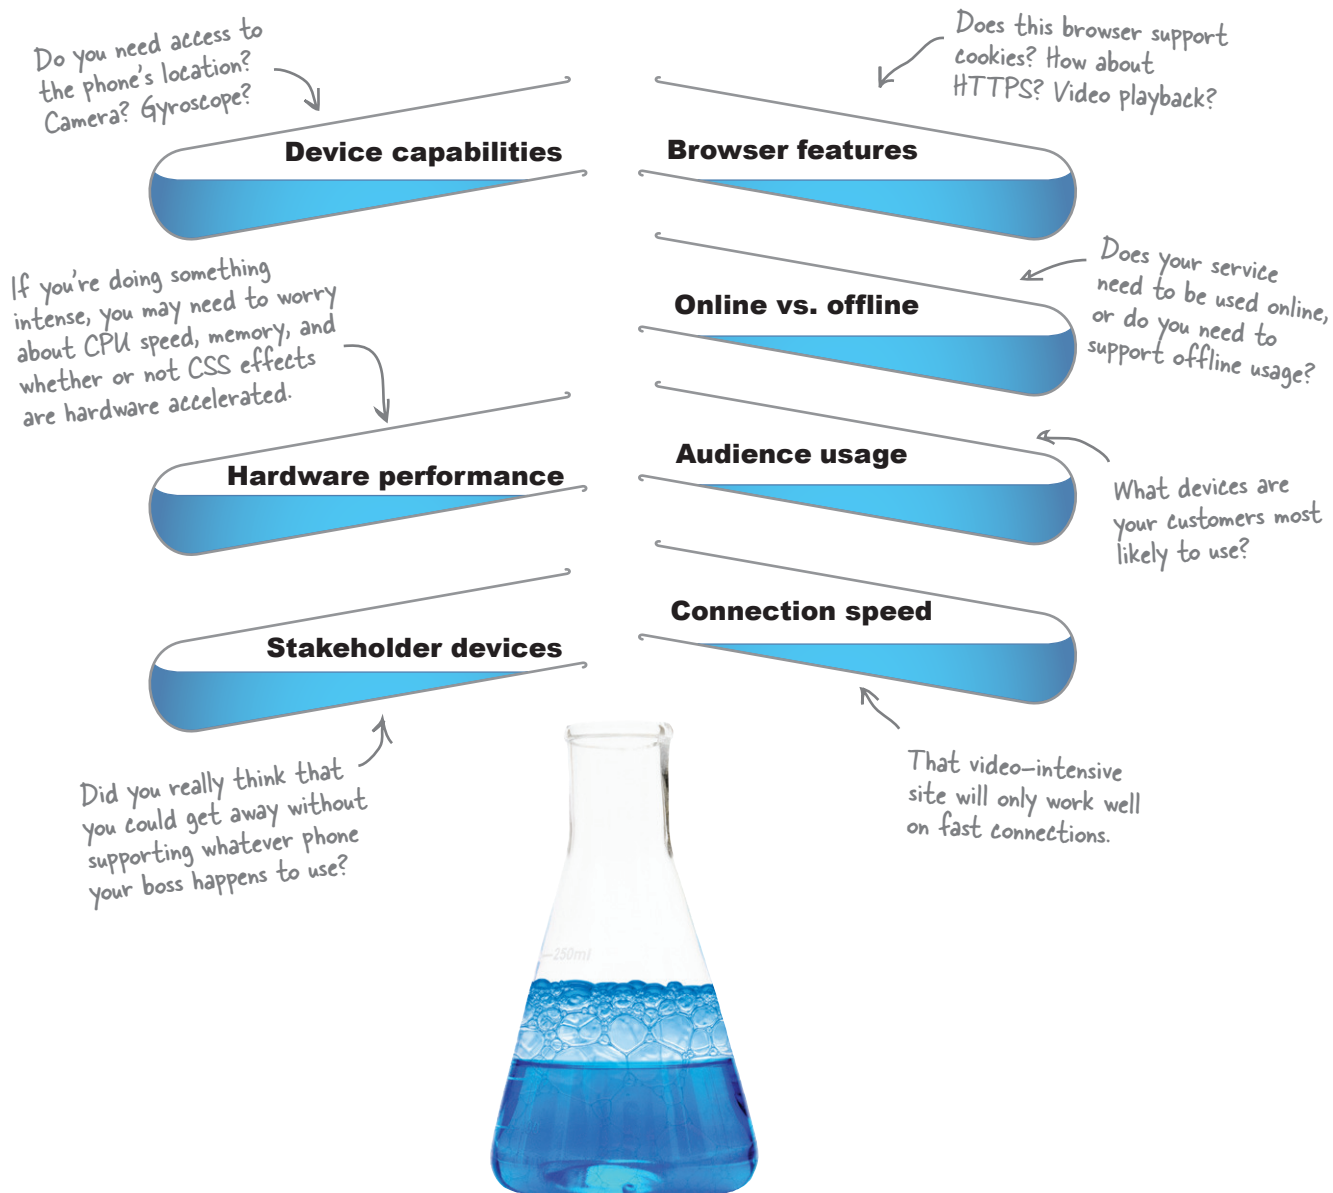 Do you need access to
the phone's location?
Camera? Gyroscope?
Device capabilities
Does this browser support
cookies? How about
HTTPS? Video playback?
Browser features
If you're doing something
intense, you may need to worry
about CPU speed, memory, and
whether or not CSS effects
are hardware accelerated.
Hardware performance
Does your service
need to be used online,
or do you need to
support offline usage?
Online vs. offline
Audience usage
What devices are
your customers most
likely to use?
Stakeholder devices
Did you really think that
you could get away without
supporting whatever phone
your boss happens to use?
Connection speed
That video-intensive
site will only work well
on fast connections.
250ml